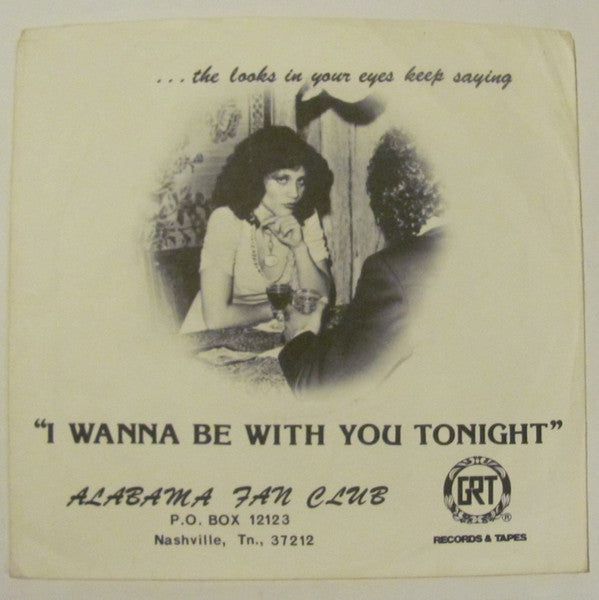 ...the looks in your eyes keep saying
"I WANNA BE WITH YOU TONIGHT"
ALABAMA FAN CLUB
P.O. BOX 12123
Nashville, Tn., 37212
GRT
®
RECORDS & TAPES